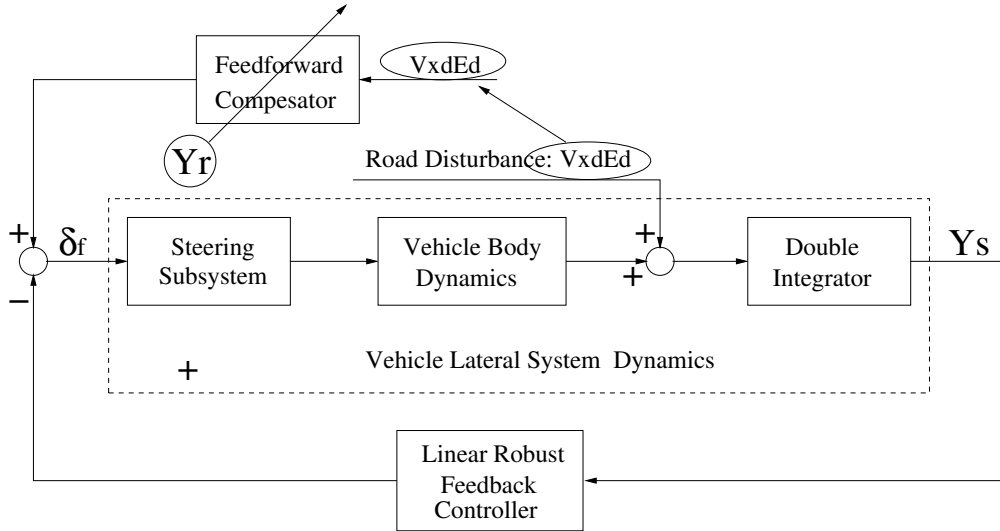 Feedforward
Compesator
VxdEd
Yr
Road Disturbance: VxdEd
+
δf
Steering
Subsystem
Vehicle Body
Dynamics
+
+
Double
Integrator
Ys
−
+
Vehicle Lateral System Dynamics
Linear Robust
Feedback
Controller